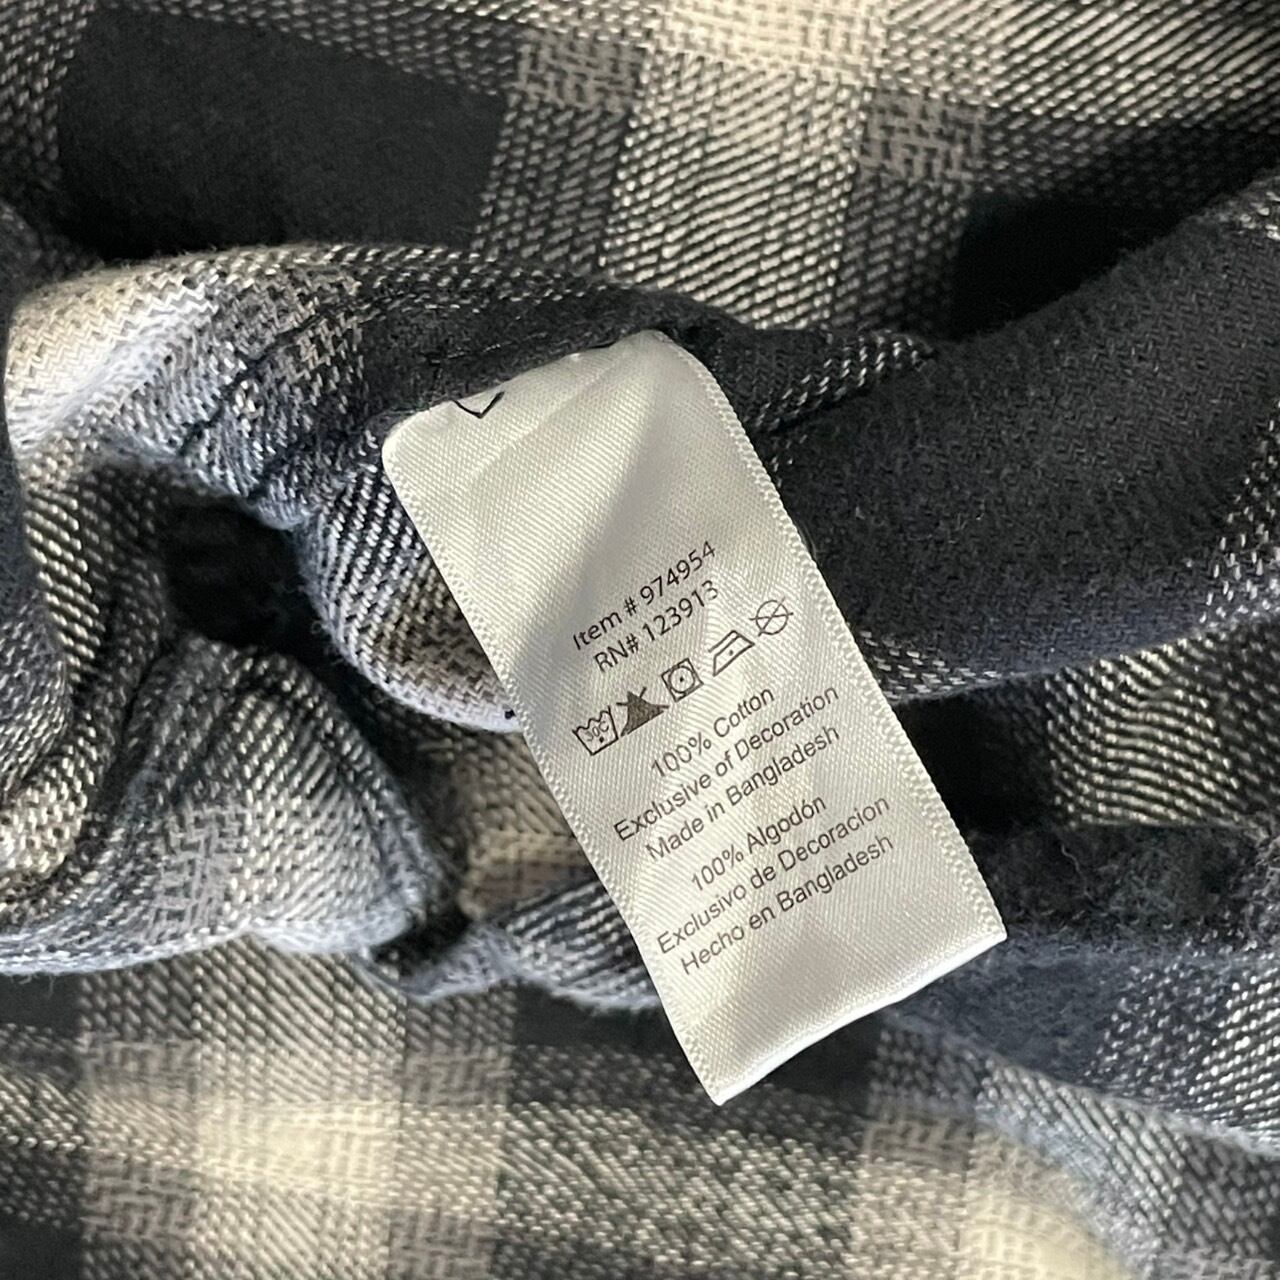 Item # 974954
RN# 123913
30C
100% Cotton
Exclusive of Decoration
Made in Bangladesh
100% Algodón
Exclusivo de Decoracion
Hecho en Bangladesh